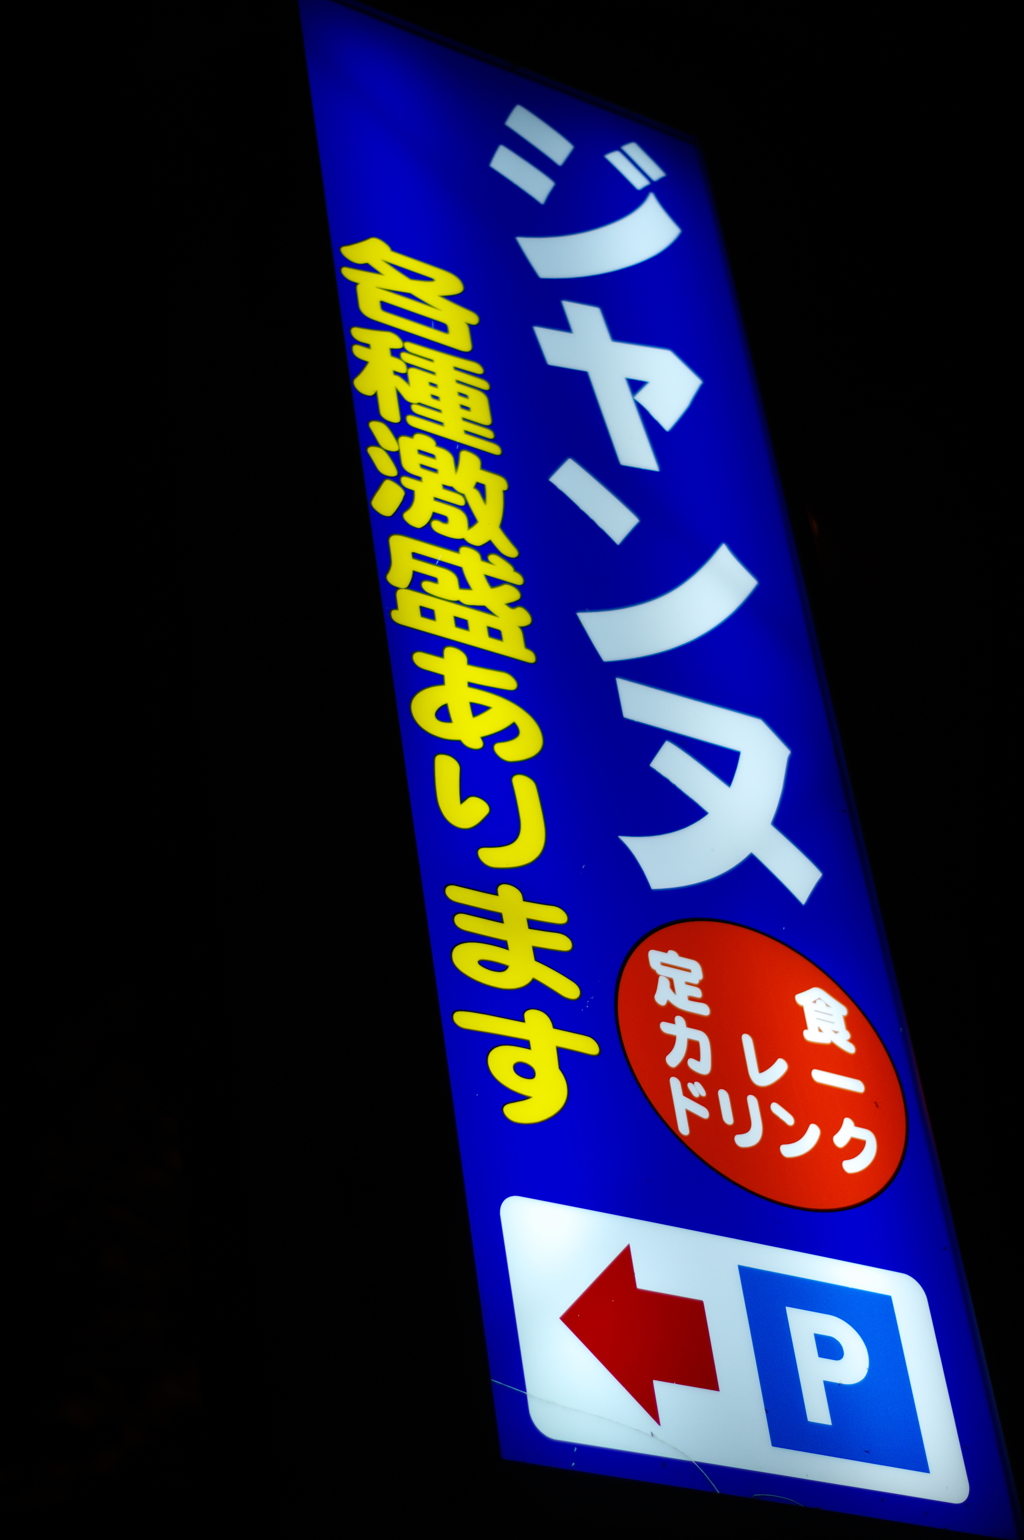 ジャンヌ
各種激盛あります
定食
カレー
ドリンク
P